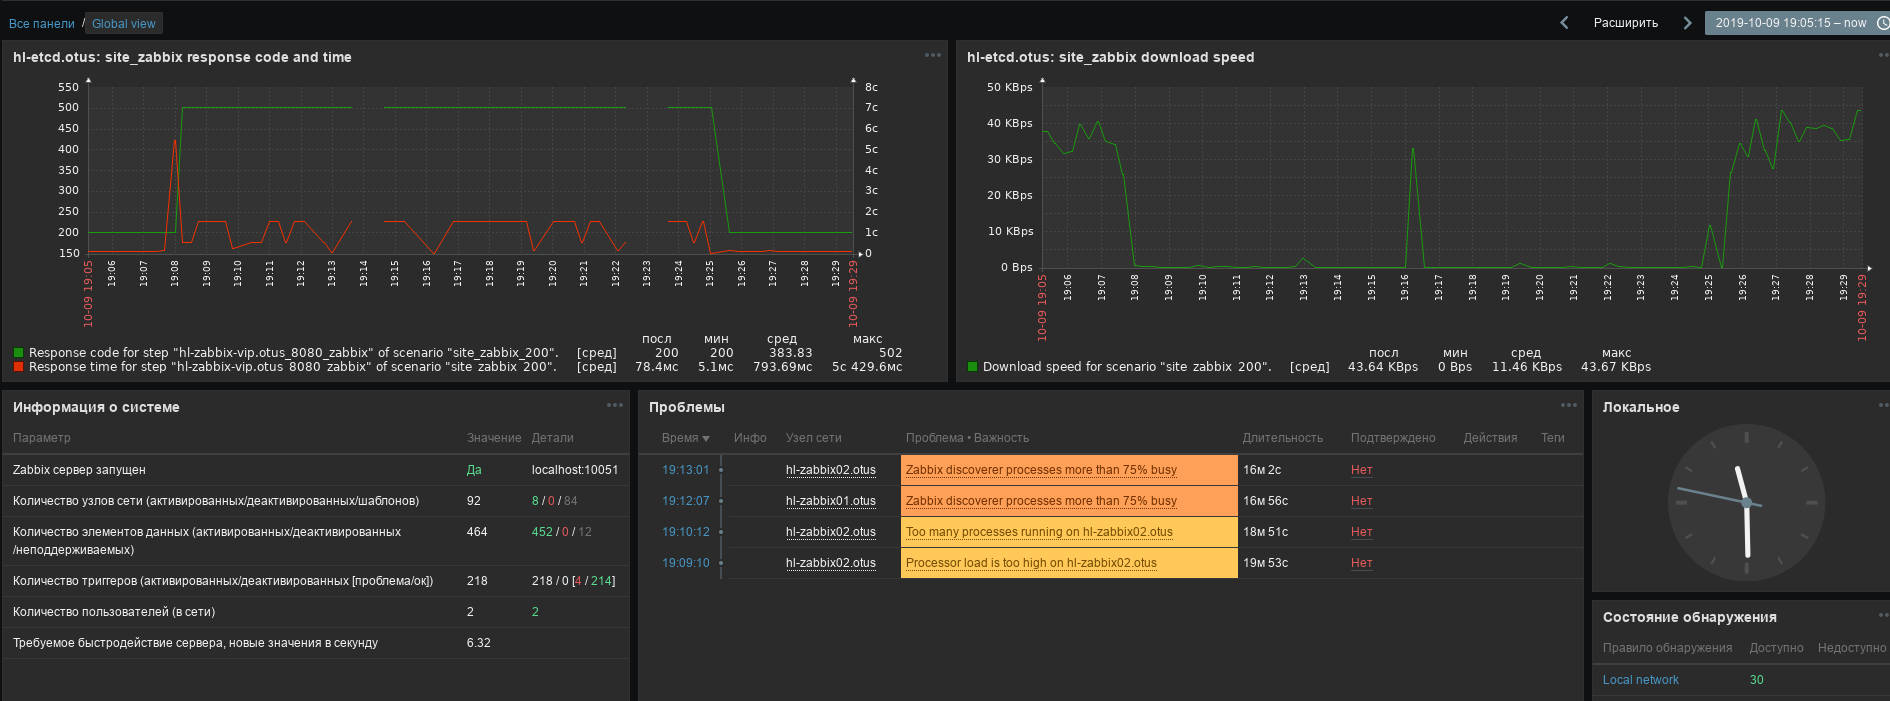 Все панели / Global view
Расширить
2019-10-09 19:05:15 – now
hl-etcd.otus: site_zabbix response code and time
550
500
450
400
350
300
250
200
150
8с
7с
6с
5с
4с
3с
2с
1с
0
10-09 19:05
19:06
19:07
19:08
19:09
19:10
19:11
19:12
19:13
19:14
19:15
19:16
19:17
19:18
19:19
19:20
19:21
19:22
19:23
19:24
19:25
19:26
19:27
19:28
19:29
10-09 19:29
посл мин сред макс
Response code for step "hl-zabbix-vip.otus_8080_zabbix" of scenario "site_zabbix_200". [сред] 200 200 383.83 502
Response time for step "hl-zabbix-vip.otus_8080_zabbix" of scenario "site_zabbix_200". [сред] 78.4мс 5.1мс 793.69мс 5с 429.6мс
hl-etcd.otus: site_zabbix download speed
50 KBps
40 KBps
30 KBps
20 KBps
10 KBps
0 Bps
10-09 19:05
19:06
19:07
19:08
19:09
19:10
19:11
19:12
19:13
19:14
19:15
19:16
19:17
19:18
19:19
19:20
19:21
19:22
19:23
19:24
19:25
19:26
19:27
19:28
19:29
10-09 19:29
посл мин сред макс
Download speed for scenario "site_zabbix_200". [сред] 43.64 KBps 0 Bps 11.46 KBps 43.67 KBps
Информация о системе
Параметр Значение Детали
Zabbix сервер запущен Да localhost:10051
Количество узлов сети (активированных/деактивированных/шаблонов) 92 8 / 0 / 84
Количество элементов данных (активированных/деактивированных
/неподдерживаемых) 464 452 / 0 / 12
Количество триггеров (активированных/деактивированных [проблема/ок]) 218 218 / 0 [4 / 214]
Количество пользователей (в сети) 2 2
Требуемое быстродействие сервера, новые значения в секунду 6.32
Проблемы
Время Инфо Узел сети Проблема • Важность Длительность Подтверждено Действия Теги
19:13:01 hl-zabbix02.otus Zabbix discoverer processes more than 75% busy 16м 2с Нет
19:12:07 hl-zabbix01.otus Zabbix discoverer processes more than 75% busy 16м 56с Нет
19:10:12 hl-zabbix02.otus Too many processes running on hl-zabbix02.otus 18м 51с Нет
19:09:10 hl-zabbix02.otus Processor load is too high on hl-zabbix02.otus 19м 53с Нет
Локальное
Состояние обнаружения
Правило обнаружения Доступно Недоступно
Local network 30